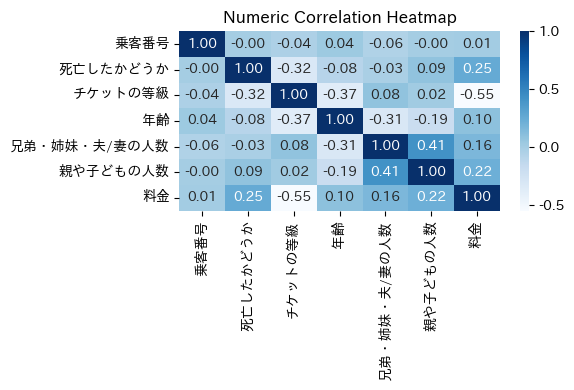 Numeric Correlation Heatmap
乗客番号 1.00 -0.00 -0.04 0.04 -0.06 -0.00 0.01
死亡したかどうか -0.00 1.00 -0.32 -0.08 -0.03 0.09 0.25
チケットの等級 -0.04 -0.32 1.00 -0.37 0.08 0.02 -0.55
年齢 0.04 -0.08 -0.37 1.00 -0.31 -0.19 0.10
兄弟・姉妹・夫/妻の人数 -0.06 -0.03 0.08 -0.31 1.00 0.41 0.16
親や子どもの人数 -0.00 0.09 0.02 -0.19 0.41 1.00 0.22
料金 0.01 0.25 -0.55 0.10 0.16 0.22 1.00
乗客番号
死亡したかどうか
チケットの等級
年齢
兄弟・姉妹・夫/妻の人数
親や子どもの人数
料金
1.0
0.5
0.0
-0.5